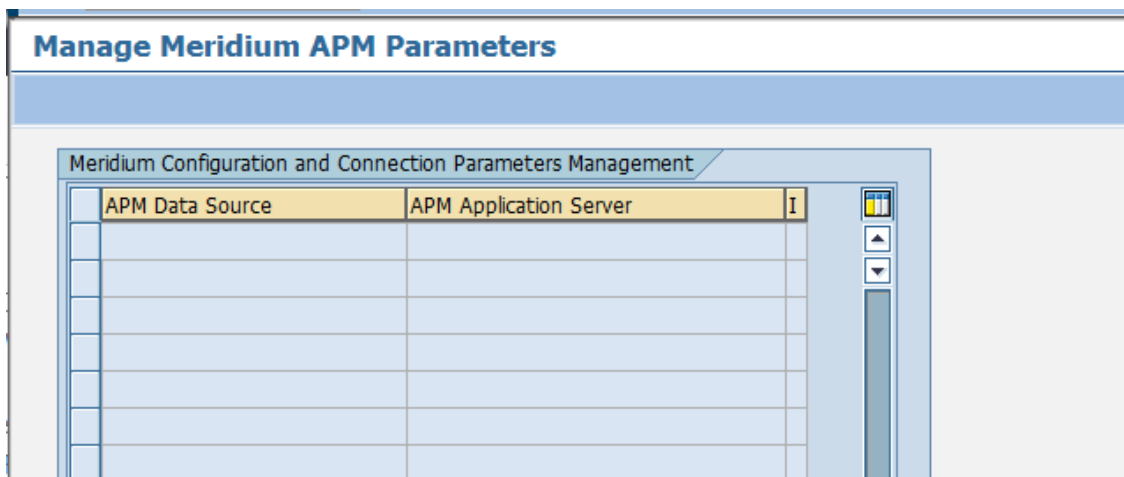 Manage Meridium APM Parameters
Meridium Configuration and Connection Parameters Management
APM Data Source APM Application Server I